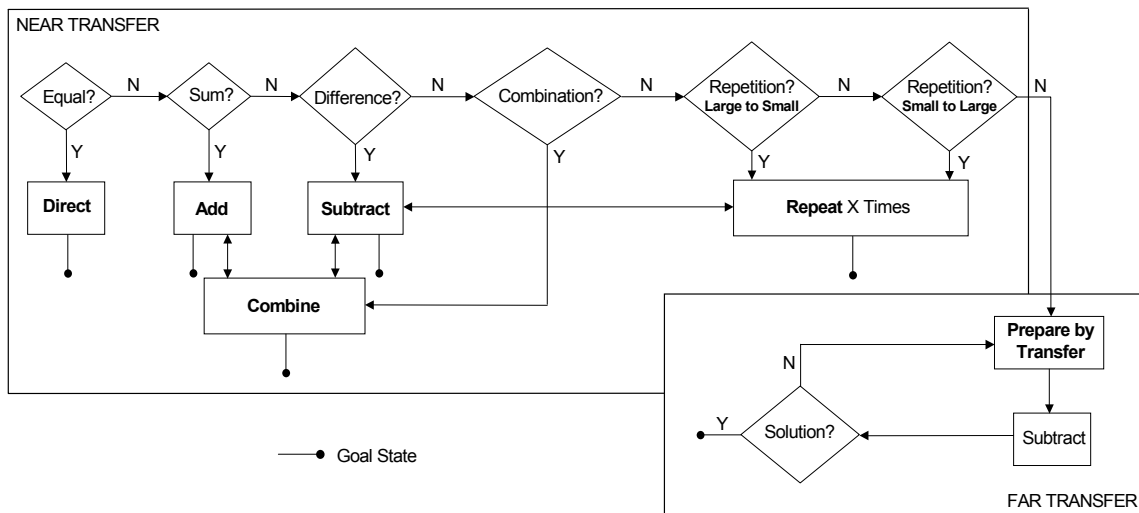 NEAR TRANSFER
Equal?
N
Sum?
N
Difference?
N
Combination?
N
Repetition?
Large to Small
N
Repetition?
Small to Large
N
Y
Y
Y
Y
Y
Y
Direct
Add
Subtract
Repeat X Times
Combine
Prepare by
Transfer
N
Y
Solution?
Subtract
Goal State
FAR TRANSFER